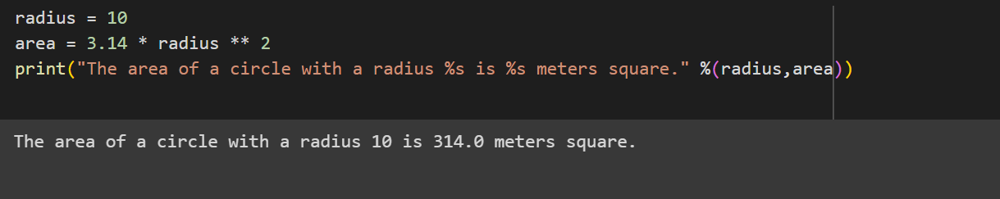 radius = 10
area = 3.14 * radius ** 2
print("The area of a circle with a radius %s is %s meters square." %(radius,area))
The area of a circle with a radius 10 is 314.0 meters square.